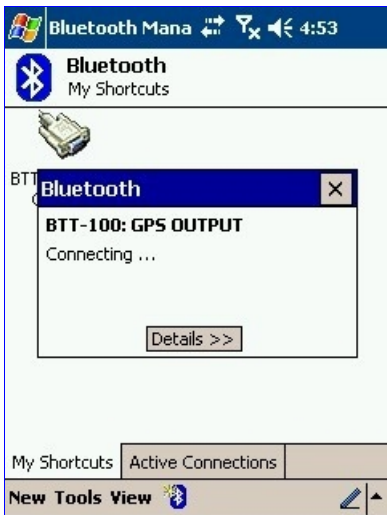 Bluetooth Mana 4:53
Bluetooth
My Shortcuts
BTT
Bluetooth
BTT-100: GPS OUTPUT
Connecting ...
Details >>
My Shortcuts Active Connections
New Tools View